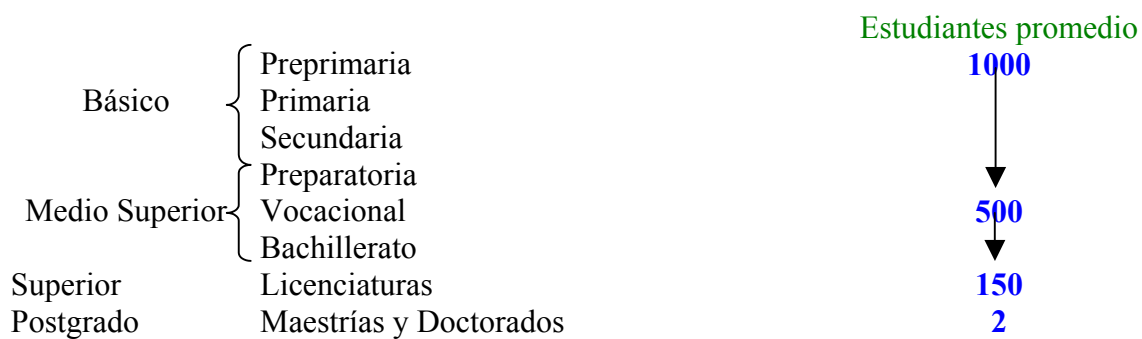 Estudiantes promedio
Preprimaria 1000
Básico Primaria
Secundaria
Preparatoria
Medio Superior Vocacional 500
Bachillerato
Superior Licenciaturas 150
Postgrado Maestrías y Doctorados 2